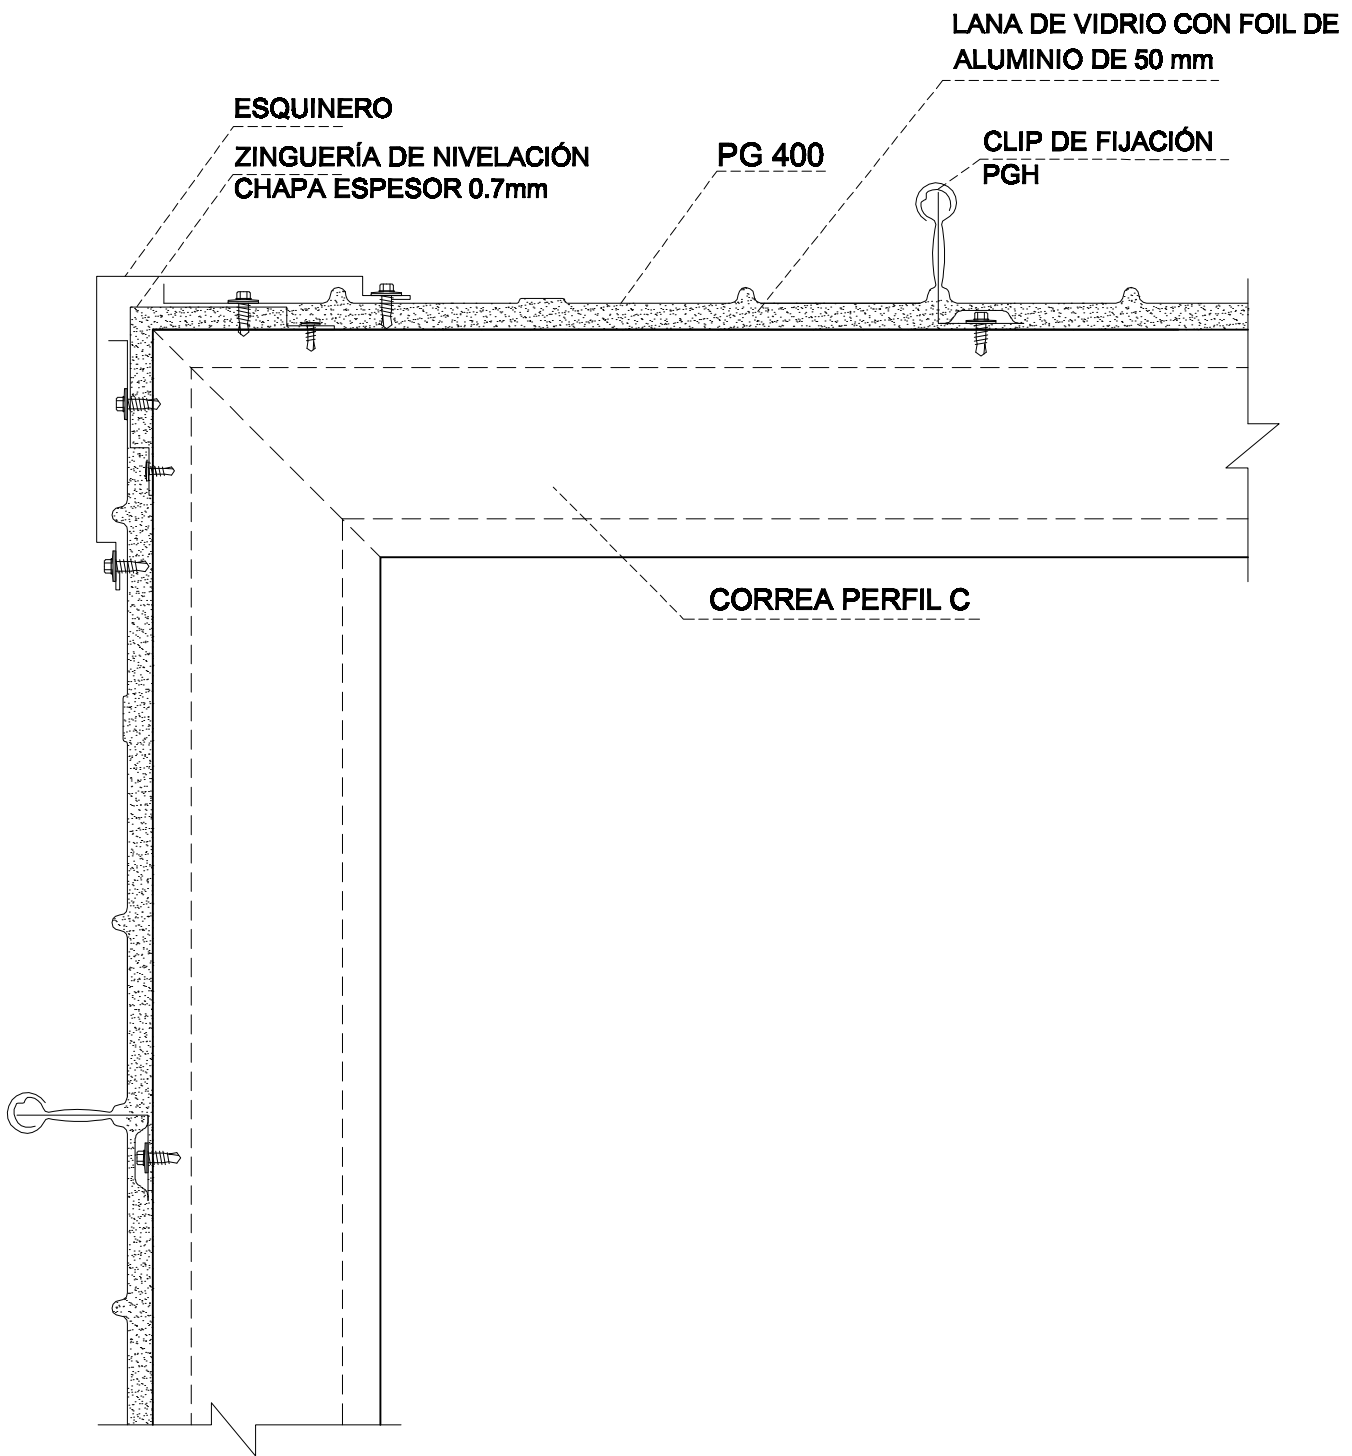 LANA DE VIDRIO CON FOIL DE
ALUMINIO DE 50 mm
ESQUINERO
ZINGUERÍA DE NIVELACIÓN
CHAPA ESPESOR 0.7mm
PG 400
CLIP DE FIJACIÓN
PGH
CORREA PERFIL C